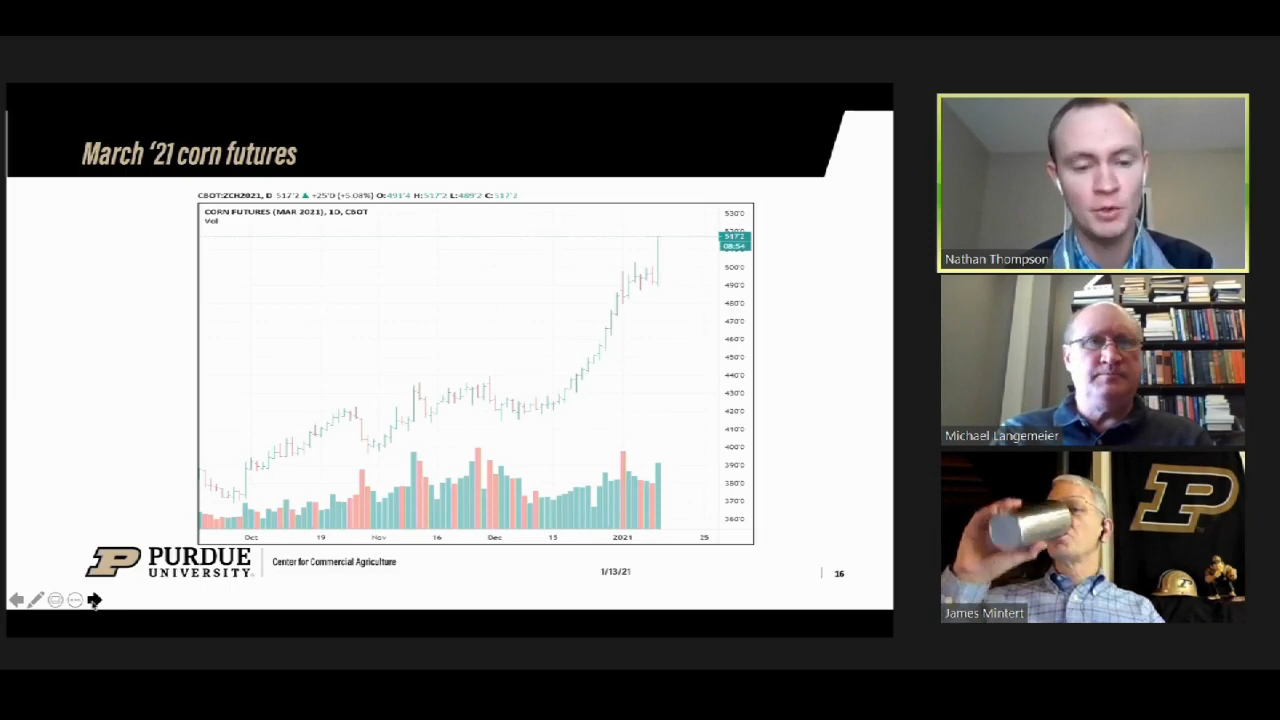 March ‘21 corn futures
CBOT:ZCH2021, D 517'2 ▲ +25'0 (+5.08%) O:491'4 H:517'2 L:489'2 C:517'2
CORN FUTURES (MAR 2021), 1D, CBOT
Vol
530'0
517'2
08:54
500'0
490'0
480'0
470'0
460'0
450'0
440'0
430'0
420'0
410'0
400'0
390'0
380'0
370'0
360'0
Oct 19 Nov 16 Dec 15 2021 25
PURDUE
UNIVERSITY
Center for Commercial Agriculture
1/13/21
16
Nathan Thompson
Michael Langemeier
James Mintert